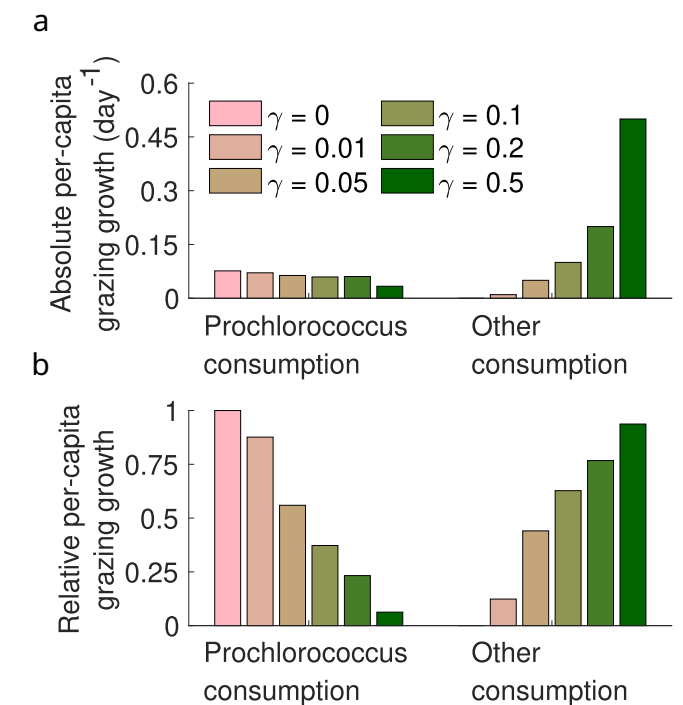 a
Absolute per-capita
grazing growth (day⁻¹)
0.6
0.45
0.3
0.15
0
γ = 0
γ = 0.01
γ = 0.05
γ = 0.1
γ = 0.2
γ = 0.5
Prochlorococcus
consumption
Other
consumption
b
Relative per-capita
grazing growth
1
0.75
0.5
0.25
0
Prochlorococcus
consumption
Other
consumption